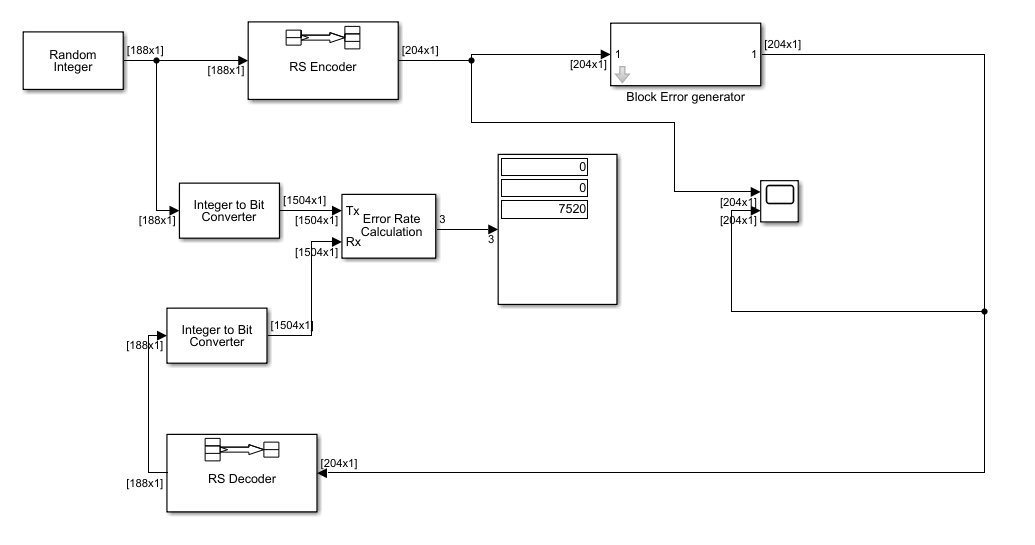 Random
Integer
[188x1]
[188x1]
RS Encoder
[204x1]
[204x1]
1
1
[204x1]
Block Error generator
[188x1]
Integer to Bit
Converter
[1504x1]
[1504x1]
Tx
Rx
Error Rate
Calculation
[1504x1]
3
3
0
0
7520
[204x1]
[204x1]
[188x1]
Integer to Bit
Converter
[1504x1]
[188x1]
RS Decoder
[204x1]